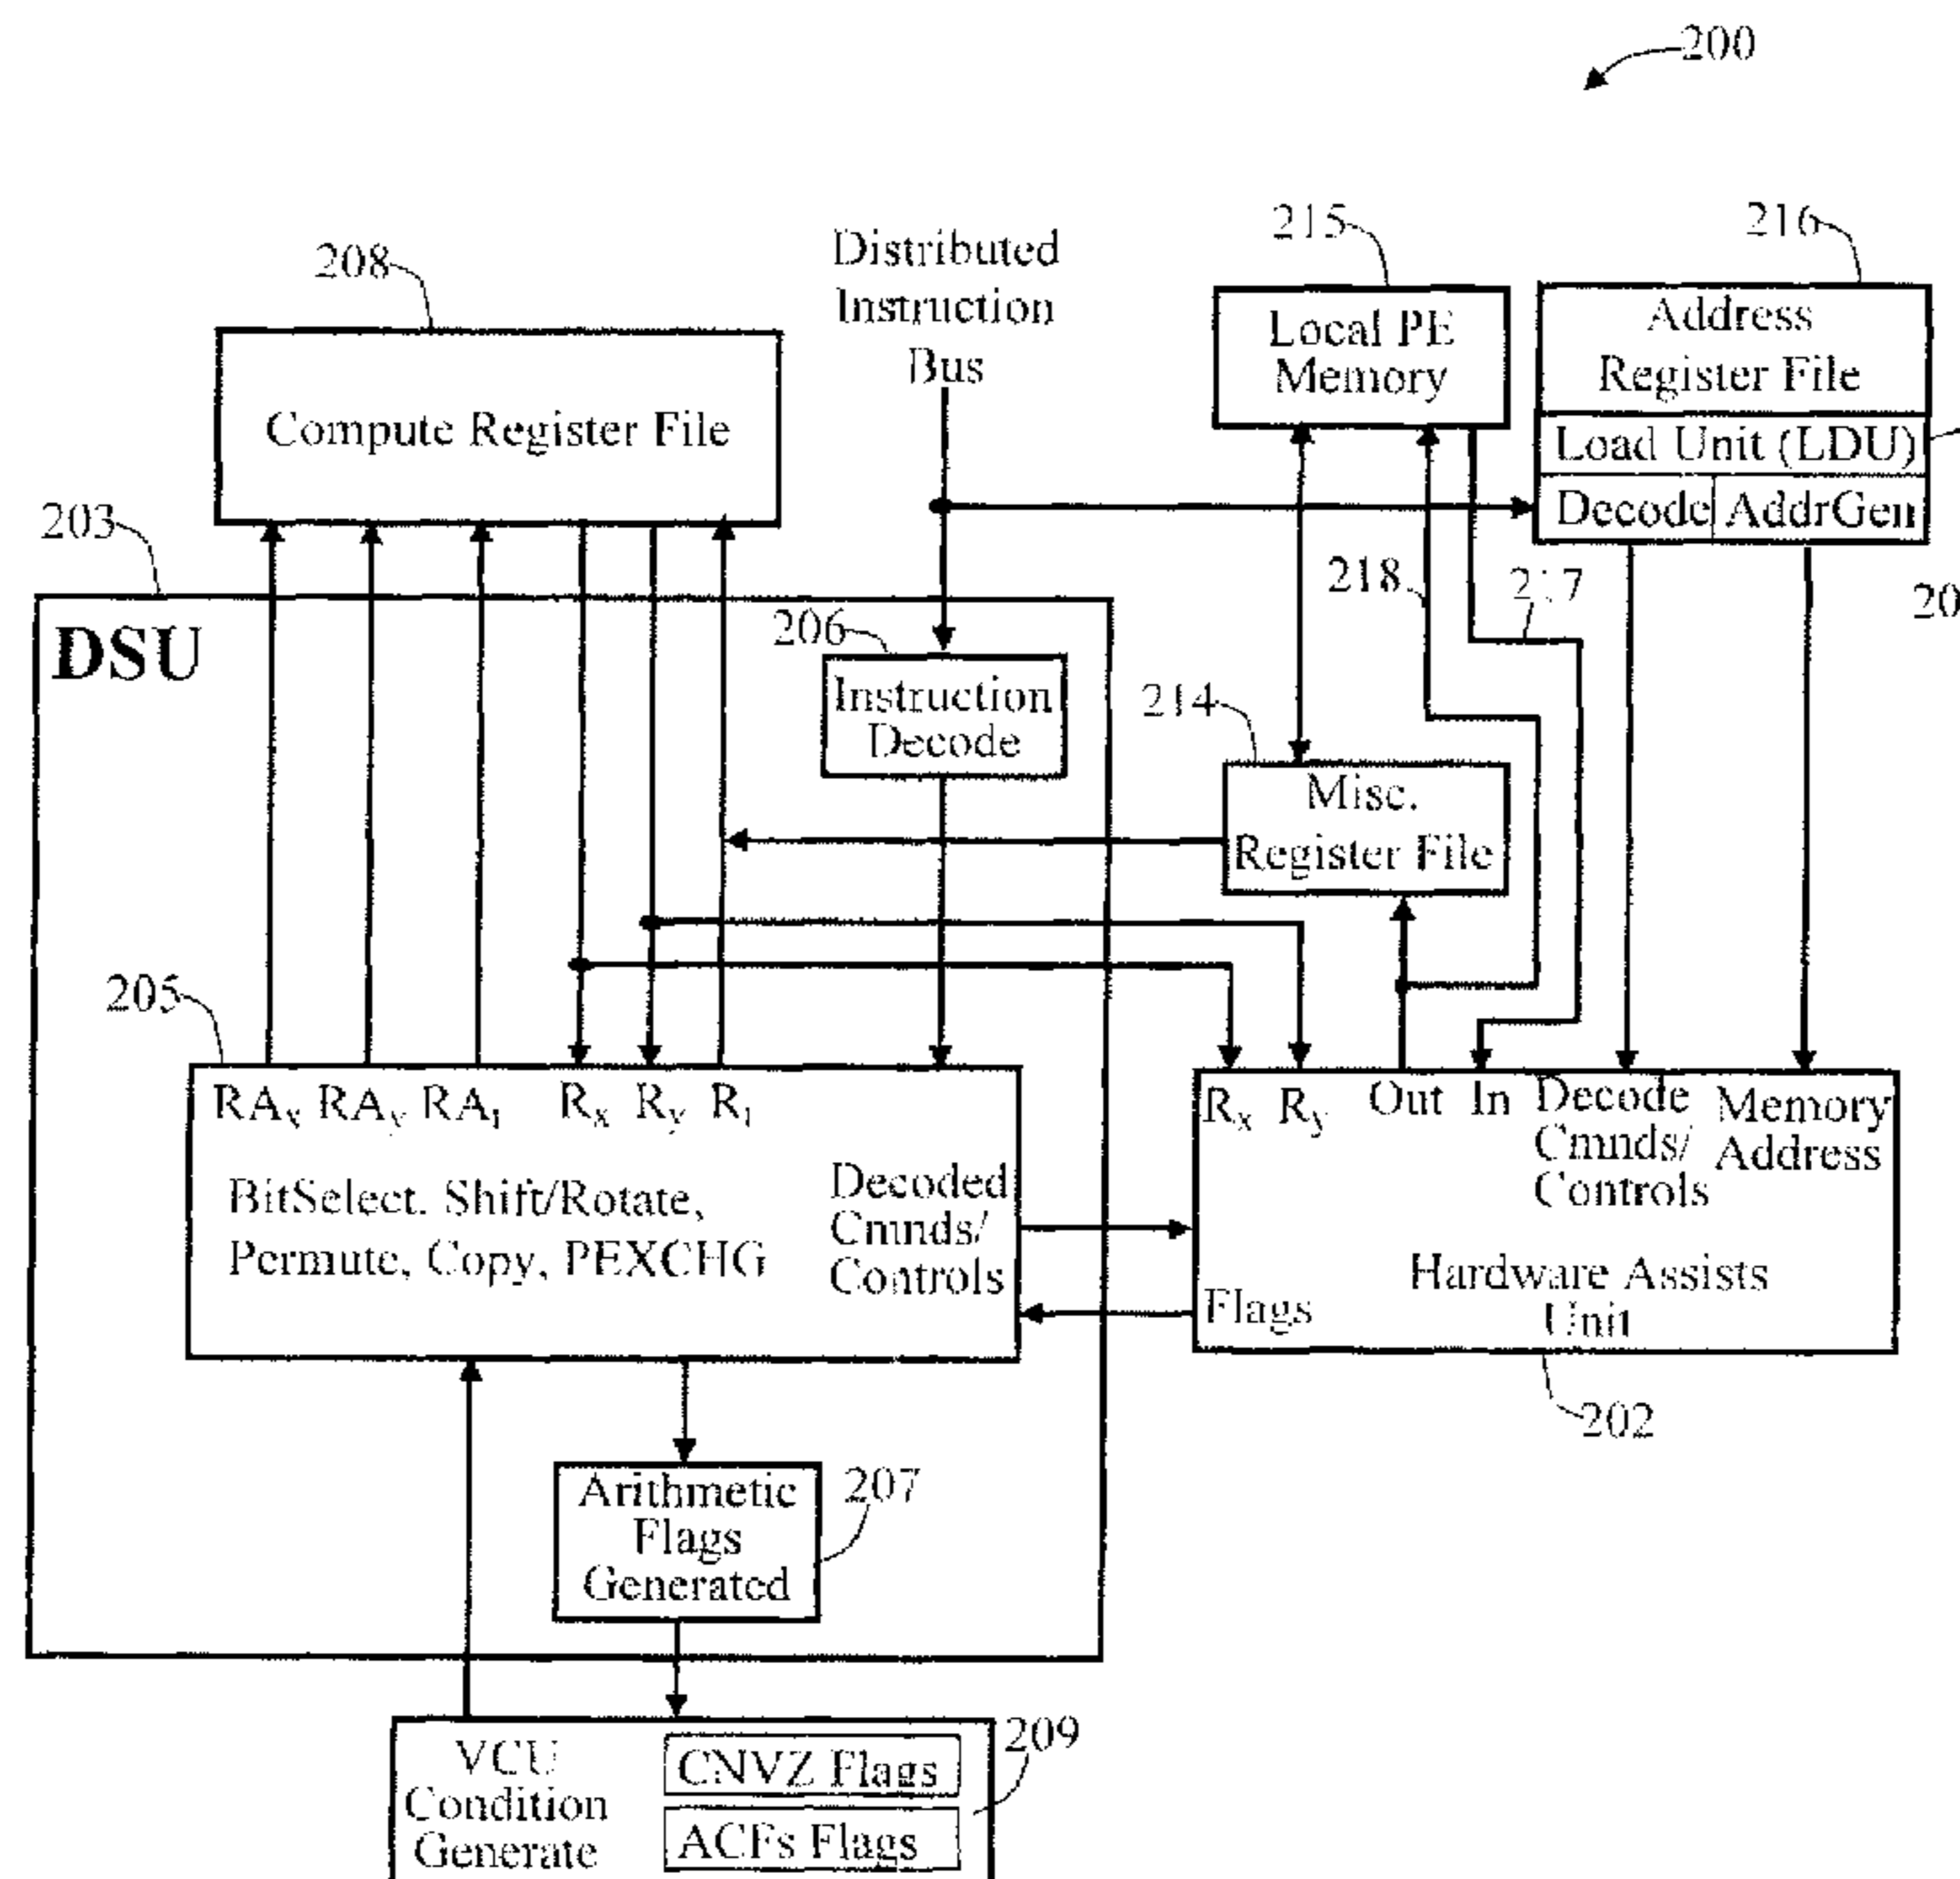 200
208
Distributed
Instruction
Bus
215
216
Compute Register File
Local PE
Memory
Address
Register File
Load Unit (LDU)
Decode AddrGen
203
DSU
206
Instruction
Decode
218
217
20
214
Misc.
Register File
205
RAx RAy RAt Rx Ry Rt
BitSelect. Shift/Rotate,
Permute, Copy, PEXCHG
Decoded
Cmnds/
Controls
Rx Ry Out In
Decode
Cmnds/
Controls
Memory
Address
Flags
Hardware Assists
Unit
202
Arithmetic
Flags
Generated
207
VCU
Condition
Generate
CNVZ Flags
ACFs Flags
209